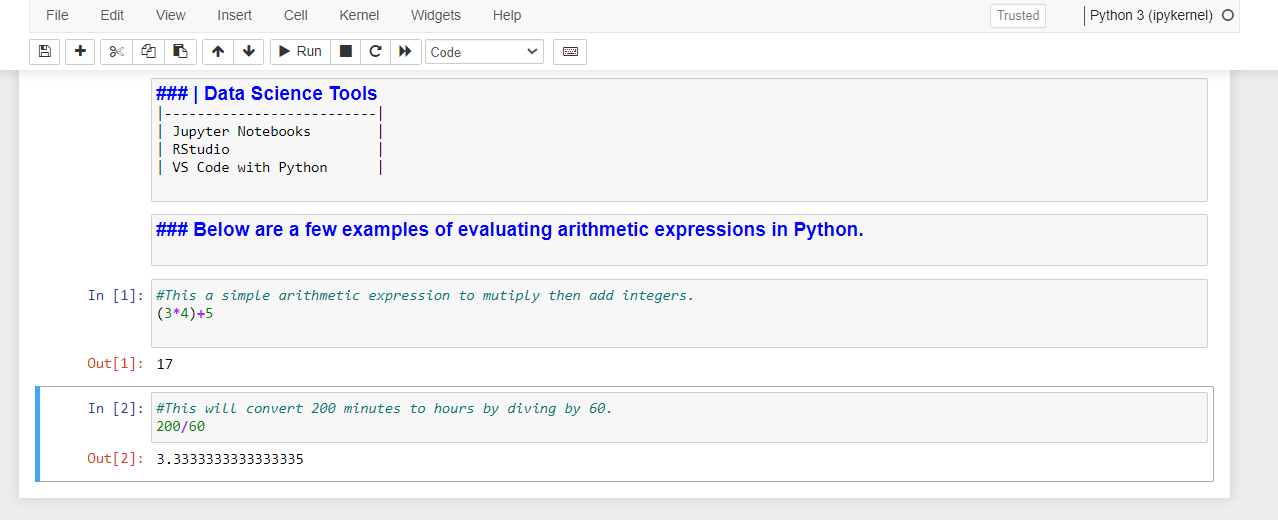 File Edit View Insert Cell Kernel Widgets Help Trusted Python 3 (ipykernel)
Run Code
### | Data Science Tools
|--------------------------|
| Jupyter Notebooks |
| RStudio |
| VS Code with Python |
### Below are a few examples of evaluating arithmetic expressions in Python.
In [1]: #This a simple arithmetic expression to mutiply then add integers.
(3*4)+5
Out[1]: 17
In [2]: #This will convert 200 minutes to hours by diving by 60.
200/60
Out[2]: 3.3333333333333335